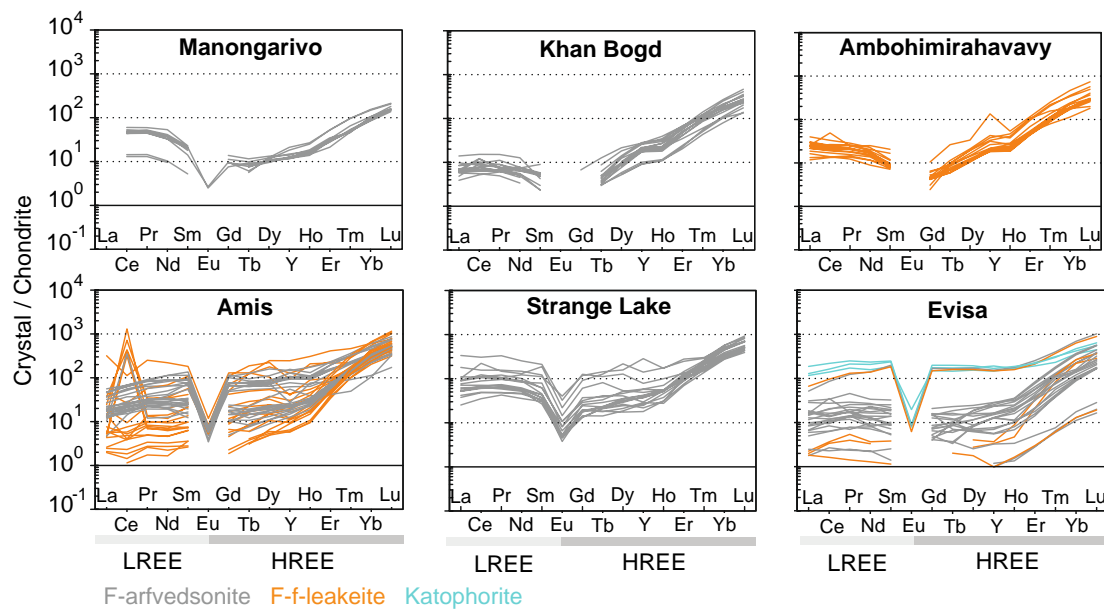 Crystal / Chondrite
Manongarivo
10^4
10^3
10^2
10^1
10^0
10^-1
La Pr Sm Gd Dy Ho Tm Lu
Ce Nd Eu Tb Y Er Yb
Khan Bogd
La Pr Sm Gd Dy Ho Tm Lu
Ce Nd Eu Tb Y Er Yb
Ambohimirahavavy
La Pr Sm Gd Dy Ho Tm Lu
Ce Nd Eu Tb Y Er Yb
Amis
10^4
10^3
10^2
10^1
10^0
10^-1
La Pr Sm Gd Dy Ho Tm Lu
Ce Nd Eu Tb Y Er Yb
LREE HREE
Strange Lake
La Pr Sm Gd Dy Ho Tm Lu
Ce Nd Eu Tb Y Er Yb
LREE HREE
Evisa
La Pr Sm Gd Dy Ho Tm Lu
Ce Nd Eu Tb Y Er Yb
LREE HREE
F-arfvedsonite F-f-leakeite Katophorite